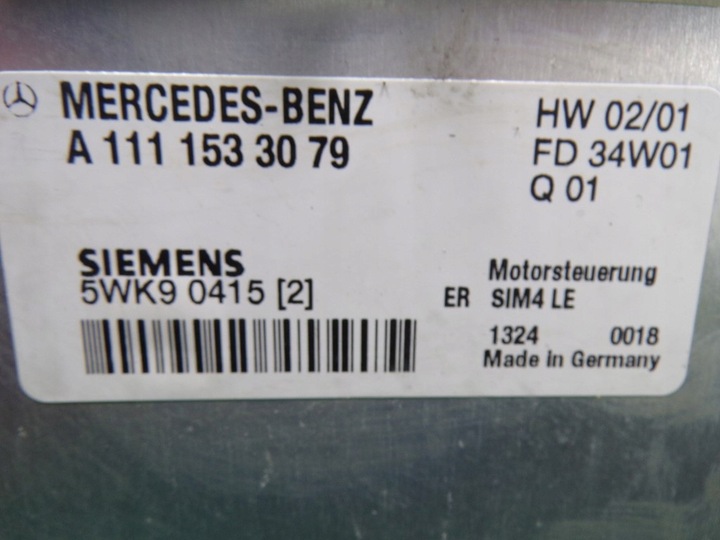 MERCEDES-BENZ
A 111 153 30 79
HW 02/01
FD 34W01
Q 01
SIEMENS
5WK9 0415 [2]
Motorsteuerung
ER SIM4 LE
1324 0018
Made in Germany